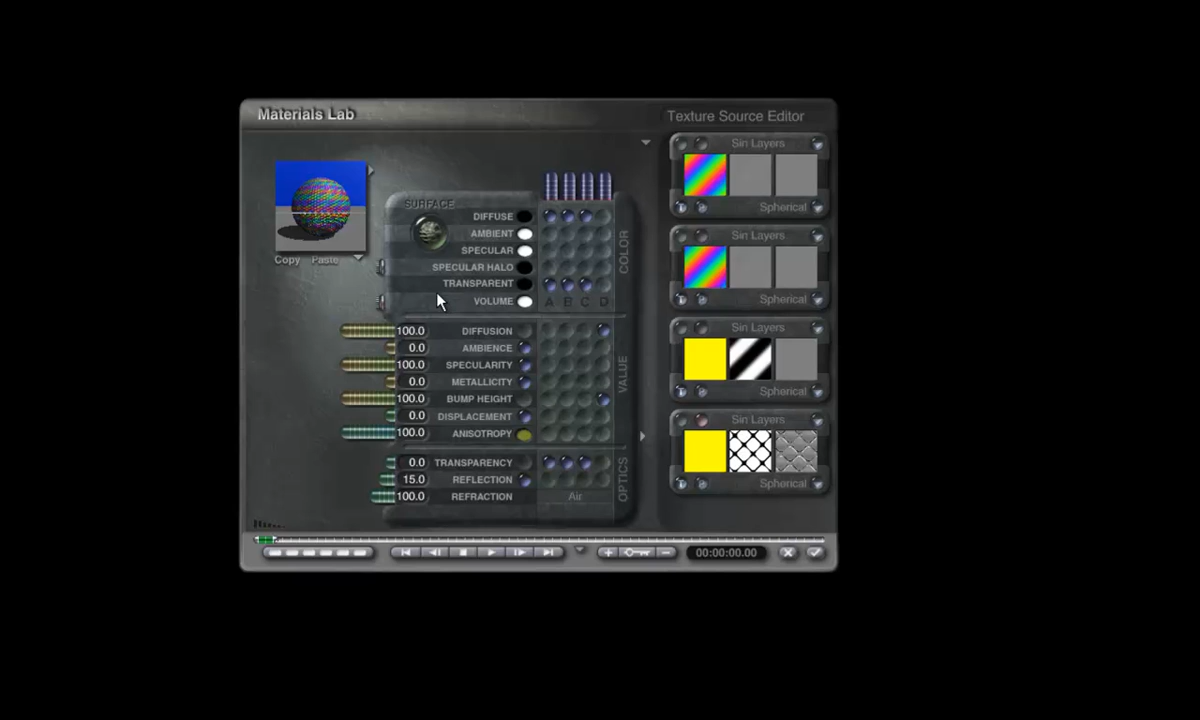 Materials Lab
Texture Source Editor
Sin Layers
Spherical
Sin Layers
Spherical
Sin Layers
Spherical
Sin Layers
Spherical
Copy Paste
SURFACE
DIFFUSE
AMBIENT
SPECULAR
SPECULAR HALO
TRANSPARENT
VOLUME
A B C D
COLOR
100.0 DIFFUSION
0.0 AMBIENCE
100.0 SPECULARITY
0.0 METALLICITY
100.0 BUMP HEIGHT
0.0 DISPLACEMENT
100.0 ANISOTROPY
VALUE
0.0 TRANSPARENCY
15.0 REFLECTION
100.0 REFRACTION
Air
OPTICS
00:00:00.00